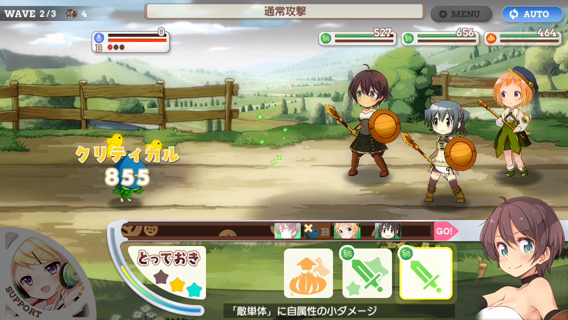 WAVE 2/3 4
通常攻撃
MENU
AUTO
0
B
527
656
464
クリティカル
855
B
GO!
とっておき
SUPPORT
「敵単体」に自属性の小ダメージ